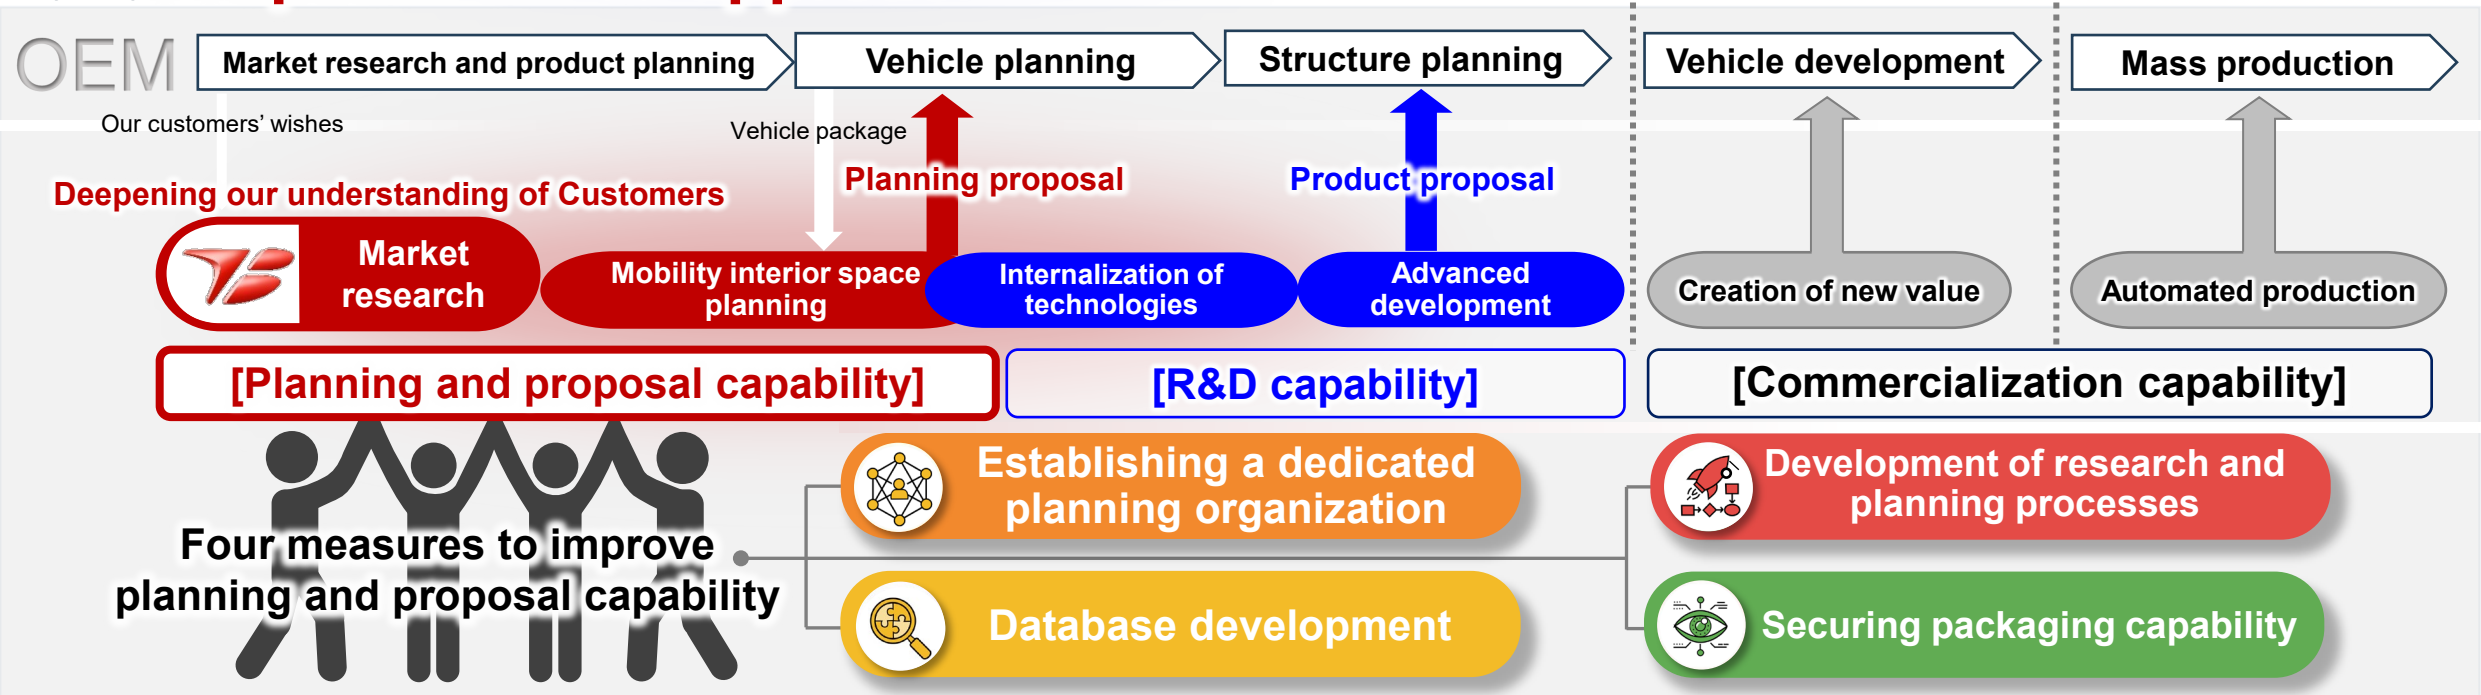 OEM
Market research and product planning
Vehicle planning
Structure planning
Vehicle development
Mass production
Our customers’ wishes
Vehicle package
Deepening our understanding of Customers
Planning proposal
Product proposal
Market
research
Mobility interior space
planning
Internalization of
technologies
Advanced
development
Creation of new value
Automated production
[Planning and proposal capability]
[R&D capability]
[Commercialization capability]
Four measures to improve
planning and proposal capability
Establishing a dedicated
planning organization
Database development
Development of research and
planning processes
Securing packaging capability